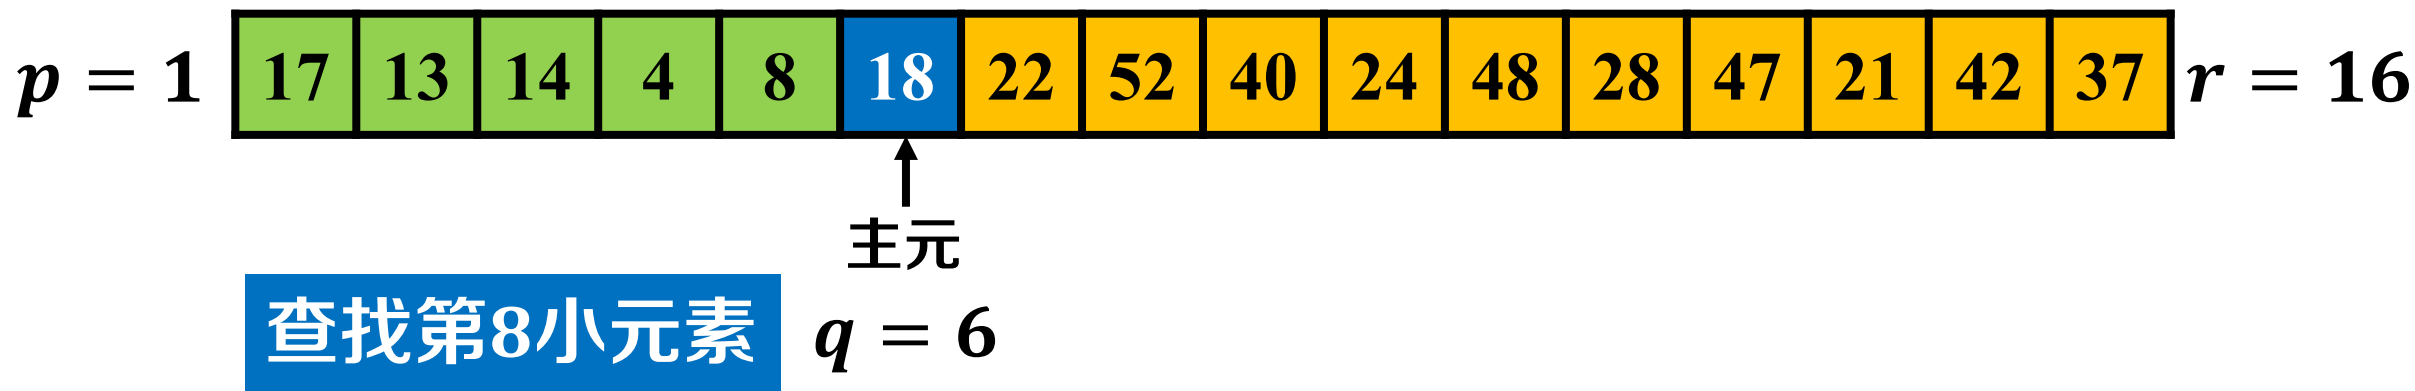 p = 1 17 13 14 4 8 18 22 52 40 24 48 28 47 21 42 37 r = 16
主元
查找第8小元素 q = 6